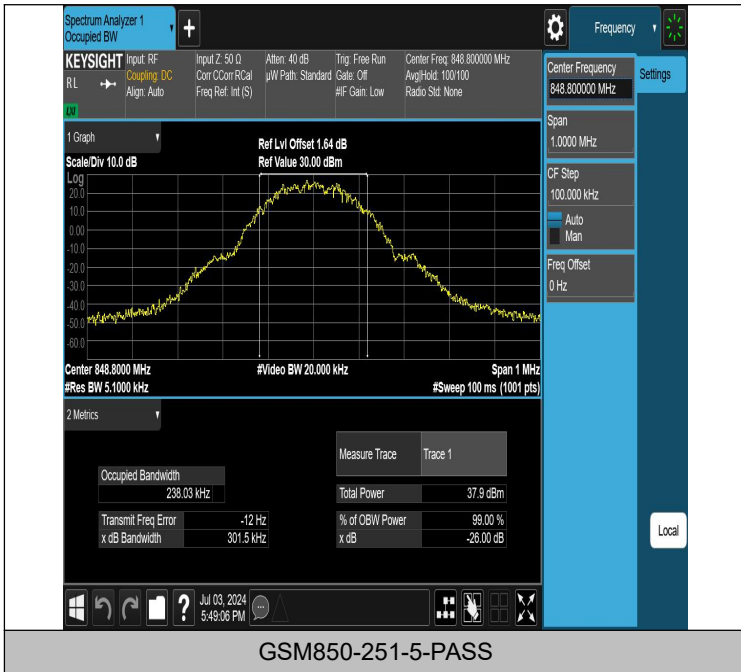 Spectrum Analyzer 1
Occupied BW
Frequency
KEYSIGHT
RL
LXI
Input: RF
Coupling: DC
Align: Auto
Input Z: 50 Ω
Corr CCorr RCal
Freq Ref: Int (S)
Atten: 40 dB
µW Path: Standard
Trig: Free Run
Gate: Off
#IF Gain: Low
Center Freq: 848.800000 MHz
Avg|Hold: 100/100
Radio Std: None
Center Frequency
848.800000 MHz
Settings
Span
1.0000 MHz
CF Step
100.000 kHz
Auto
Man
Freq Offset
0 Hz
1 Graph
Scale/Div 10.0 dB
Ref Lvl Offset 1.64 dB
Ref Value 30.00 dBm
Log
20.0
10.0
0.00
-10.0
-20.0
-30.0
-40.0
-50.0
-60.0
Center 848.8000 MHz
#Video BW 20.000 kHz
Span 1 MHz
#Res BW 5.1000 kHz
#Sweep 100 ms (1001 pts)
2 Metrics
Measure Trace Trace 1
Occupied Bandwidth
238.03 kHz
Total Power 37.9 dBm
Transmit Freq Error -12 Hz
% of OBW Power 99.00 %
x dB Bandwidth 301.5 kHz
x dB -26.00 dB
Local
?
Jul 03, 2024
5:49:06 PM
GSM850-251-5-PASS